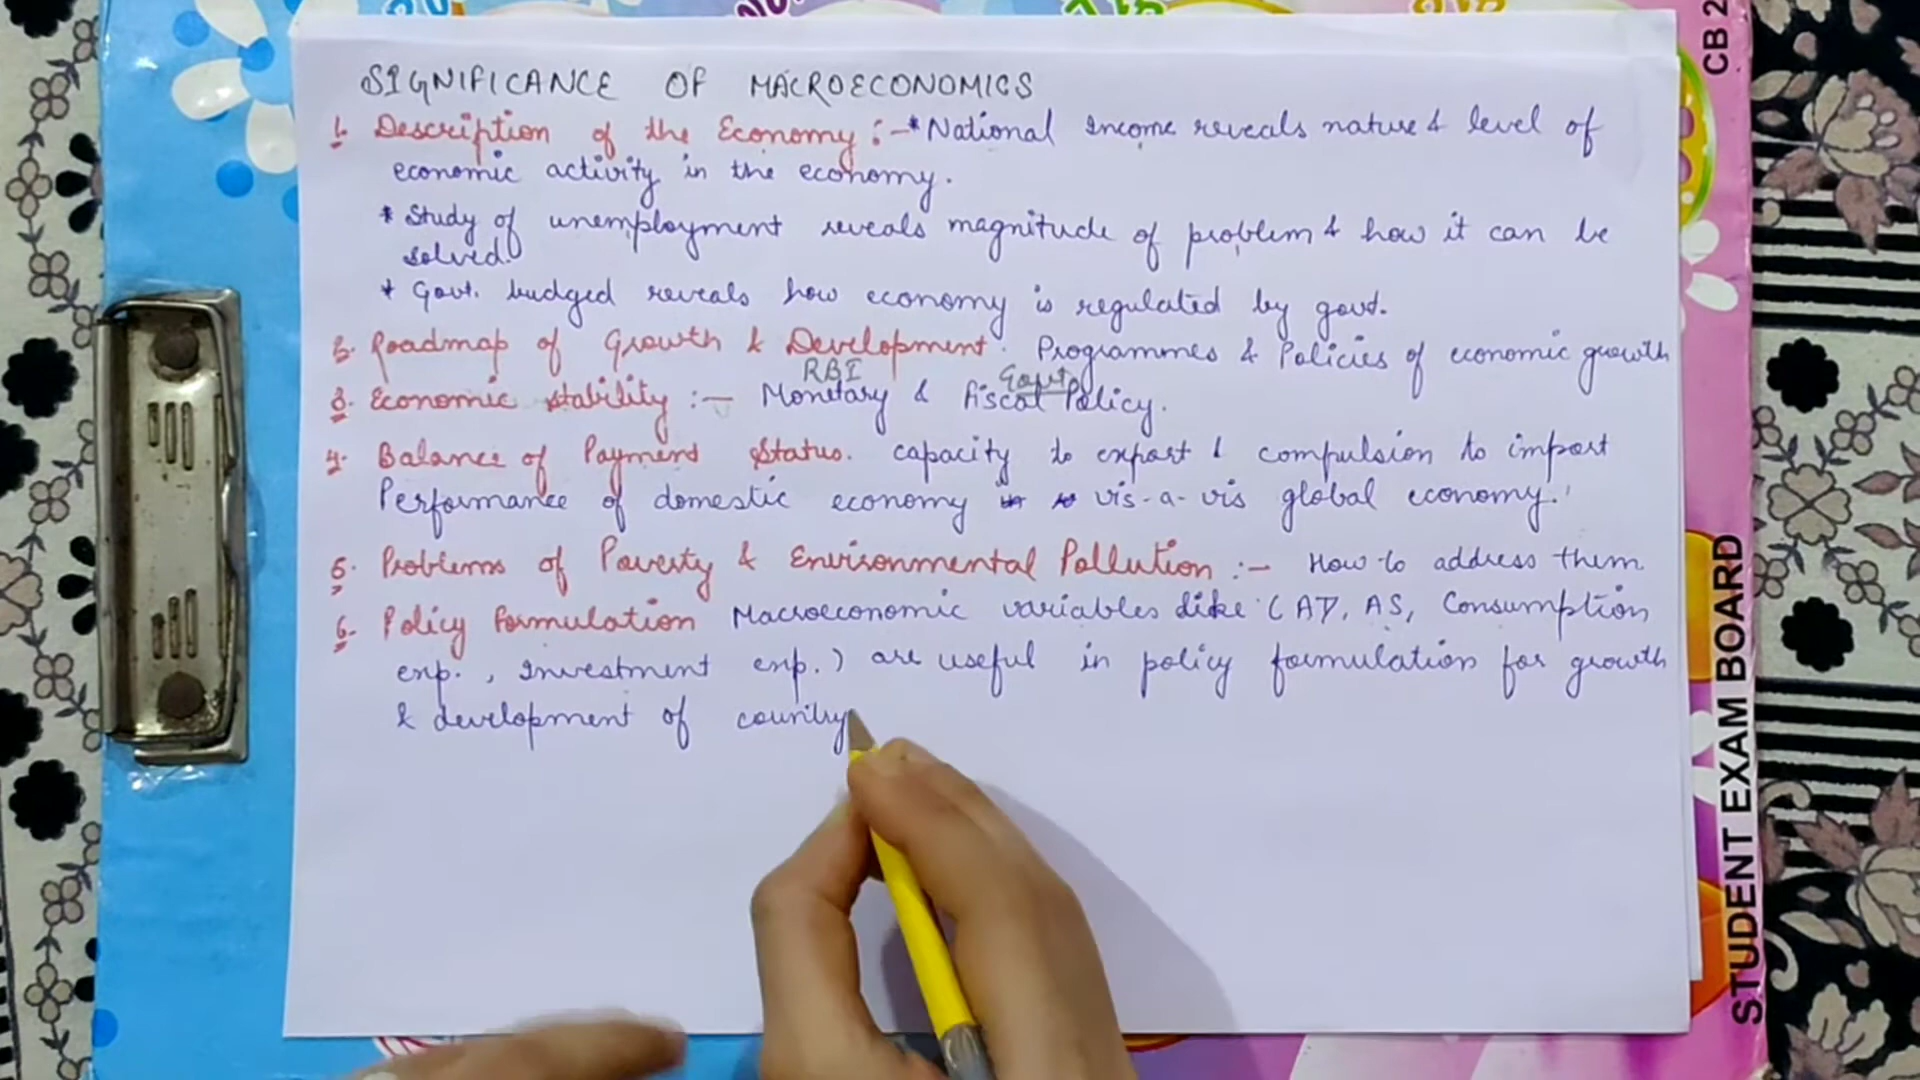 SIGNIFICANCE OF MACROECONOMICS
1. Description of the Economy :- * National Income reveals nature & level of
economic activity in the economy.
* Study of unemployment reveals magnitude of problem & how it can be
solved.
* Govt. budged reveals how economy is regulated by govt.
2. Roadmap of Growth & Development. Programmes & Policies of economic growth
RBI Govt
3. Economic stability :- Monetary & Fiscal Policy.
4. Balance of Payment Status. capacity to export & compulsion to import
Performance of domestic economy vis-a-vis global economy.
5. Problems of Poverty & Environmental Pollution :- How to address them
6. Policy Formulation Macroeconomic variables like (AD, AS, Consumption
exp., Investment exp.) are useful in policy formulation for growth
& development of country
CB 2
STUDENT EXAM BOARD